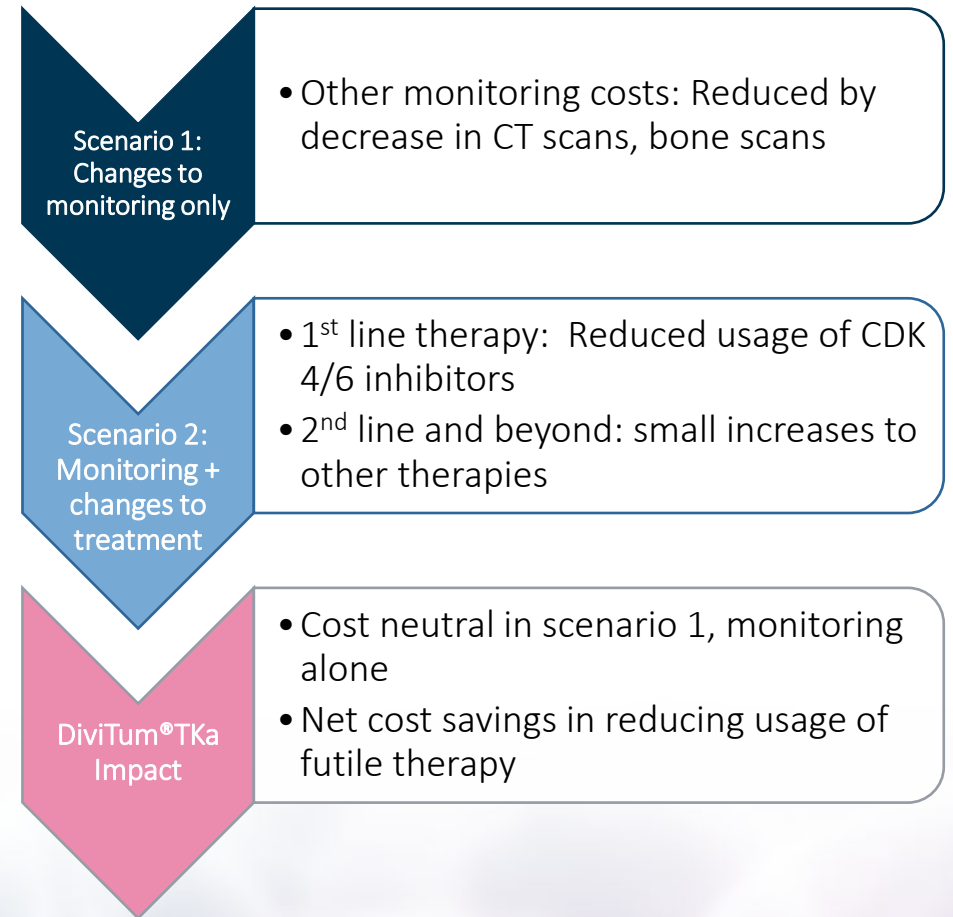 Scenario 1:
Changes to
monitoring only
• Other monitoring costs: Reduced by
decrease in CT scans, bone scans
Scenario 2:
Monitoring +
changes to
treatment
• 1st line therapy:  Reduced usage of CDK
4/6 inhibitors
• 2nd line and beyond: small increases to
other therapies
DiviTum®TKa
Impact
• Cost neutral in scenario 1, monitoring
alone
• Net cost savings in reducing usage of
futile therapy